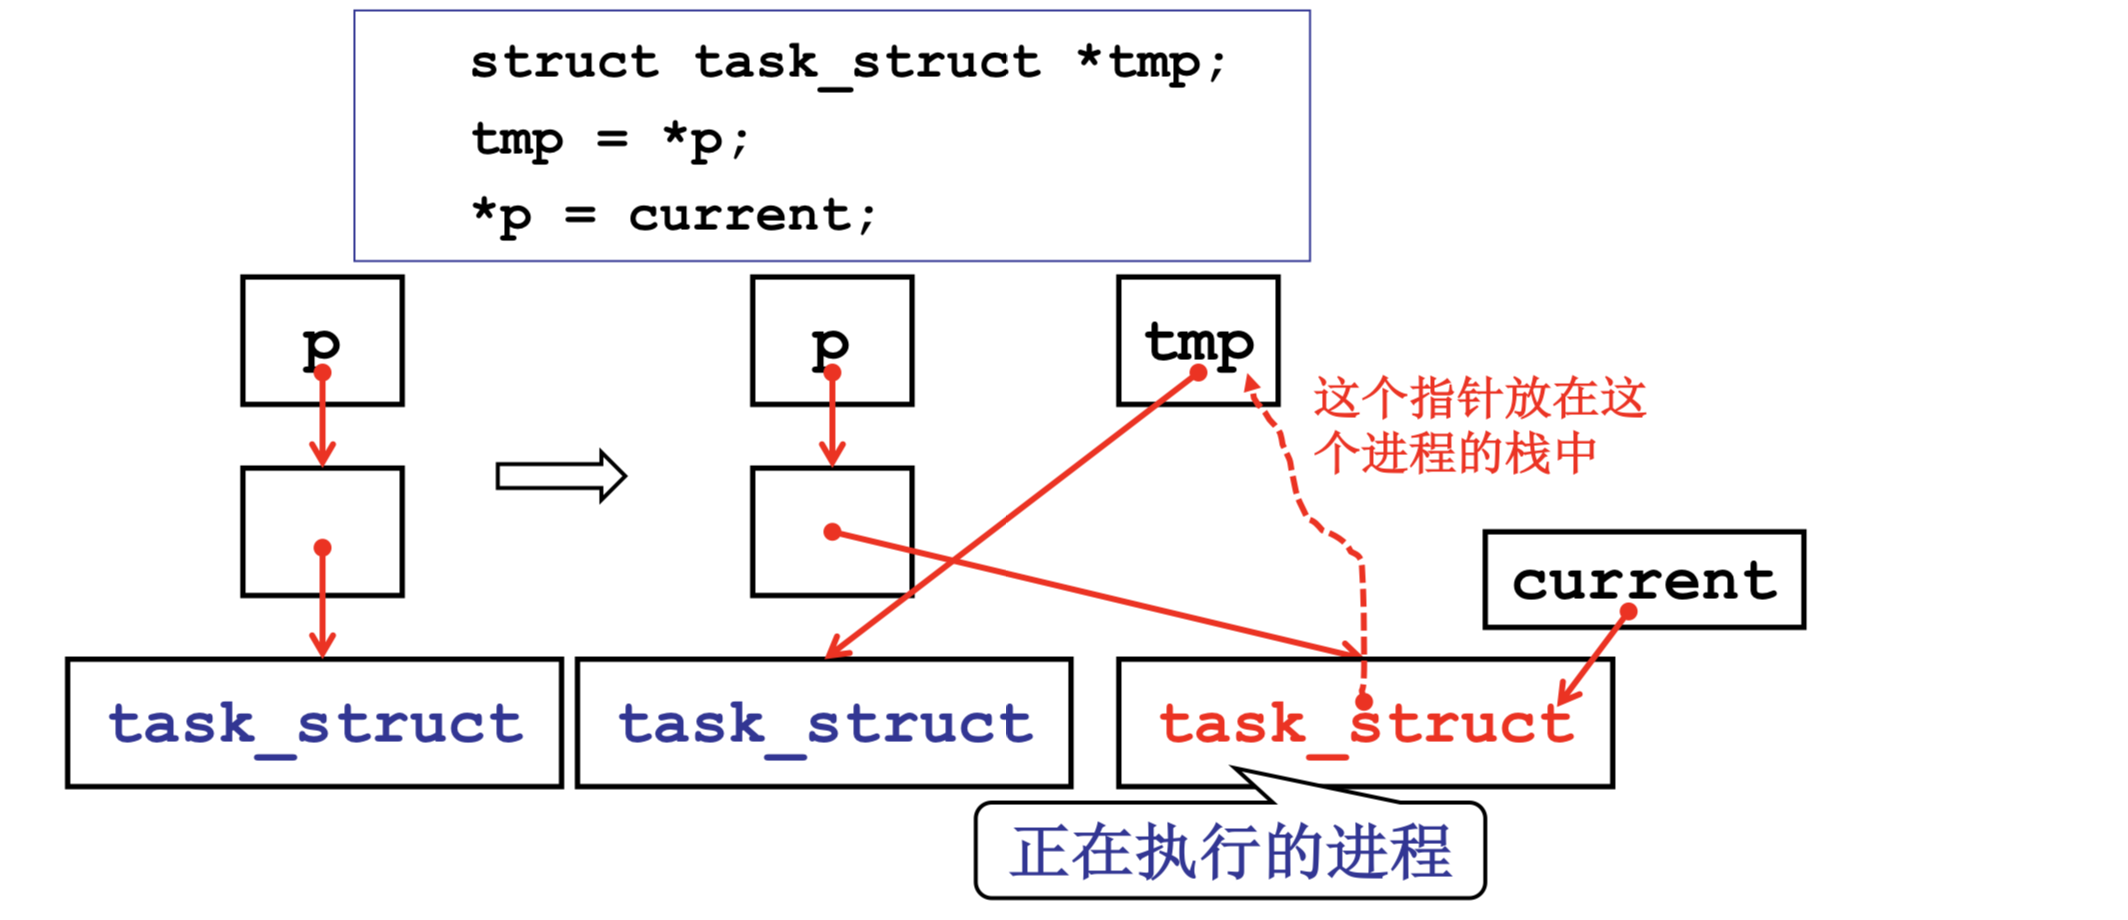 struct task_struct *tmp;
tmp = *p;
*p = current;
p
p
tmp
这个指针放在这
个进程的栈中
current
task_struct
task_struct
task_struct
正在执行的进程